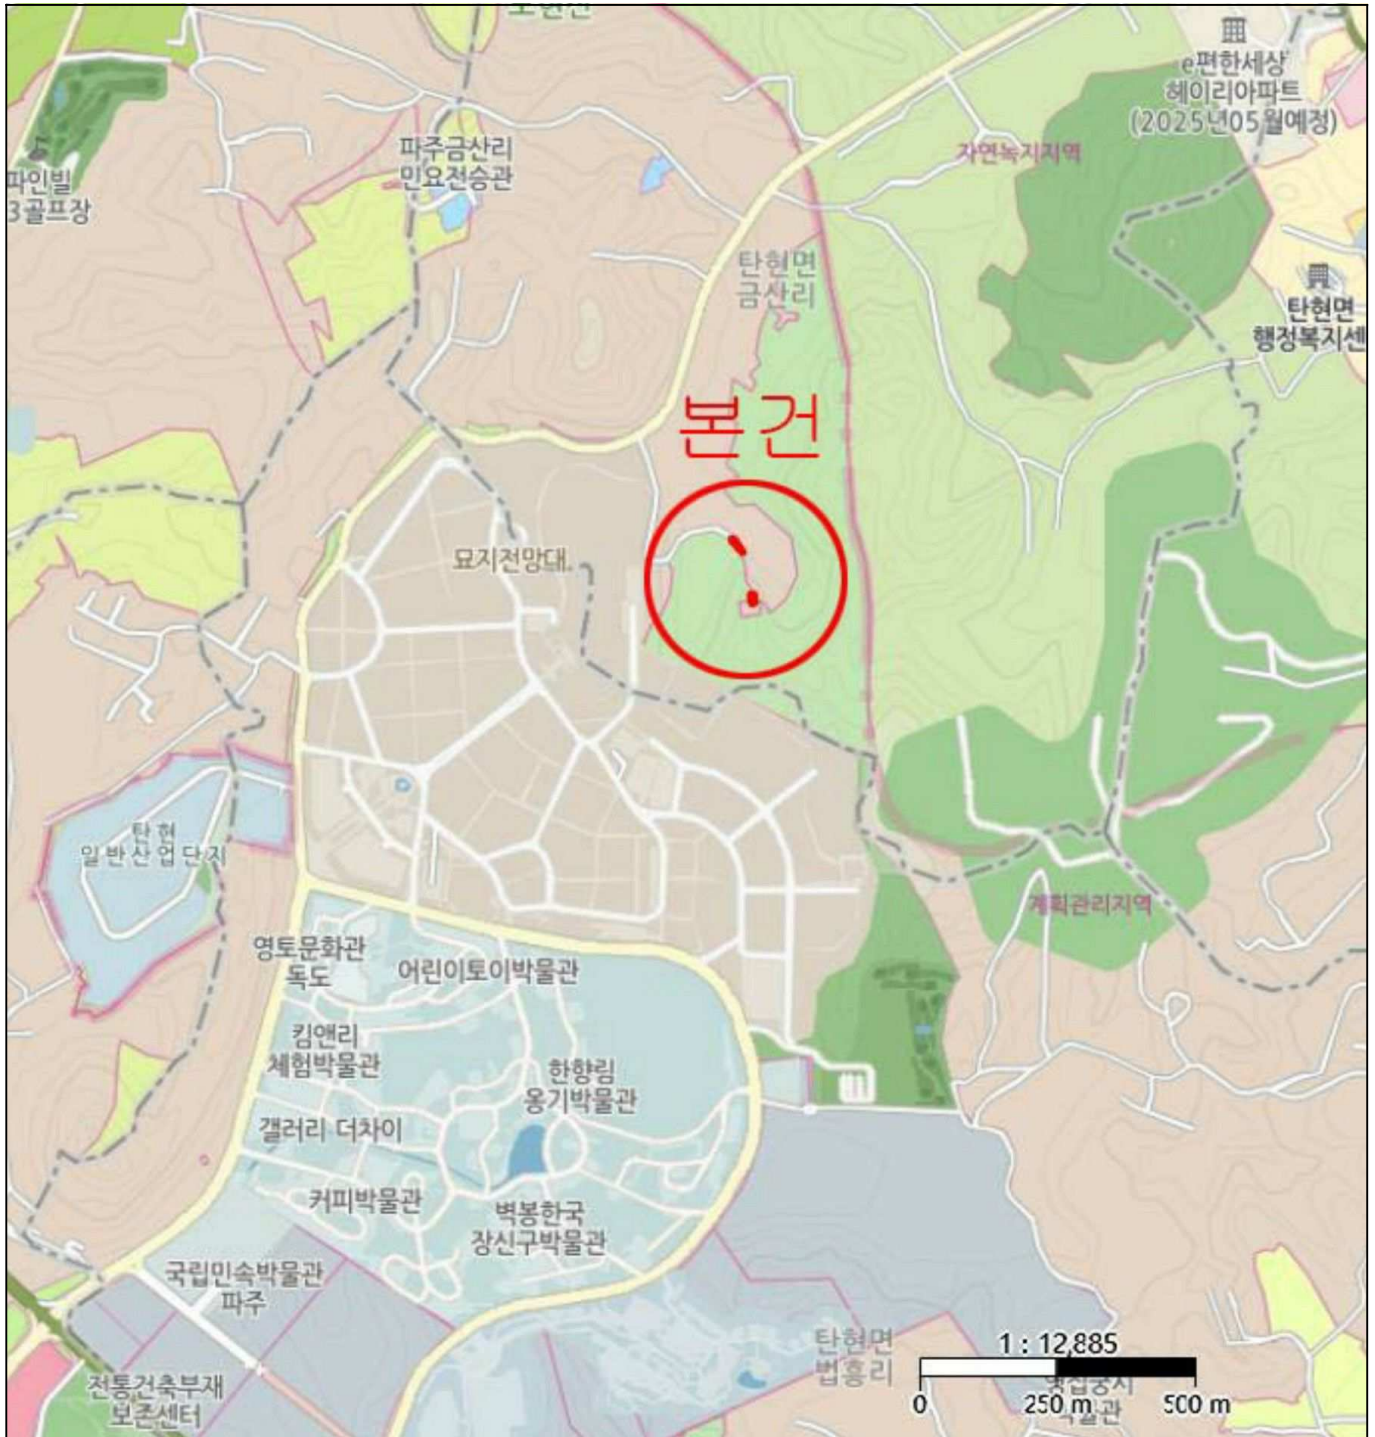 e편한세상
헤이리아파트
(2025년05월예정)
파주금산리
민요전승관
자연녹지지역
파인빌
3골프장
탄현면
금산리
탄현면
행정복지센
본건
묘지전망대
탄현
일반산업단지
계획관리지역
영토문화관
독도
어린이토이박물관
킴앤리
체험박물관
한향림
옹기박물관
갤러리 더차이
커피박물관
벽봉한국
장신구박물관
국립민속박물관
파주
탄현면
법흥리
1 : 12,885
전통건축부재
보존센터
0 250 m 500 m